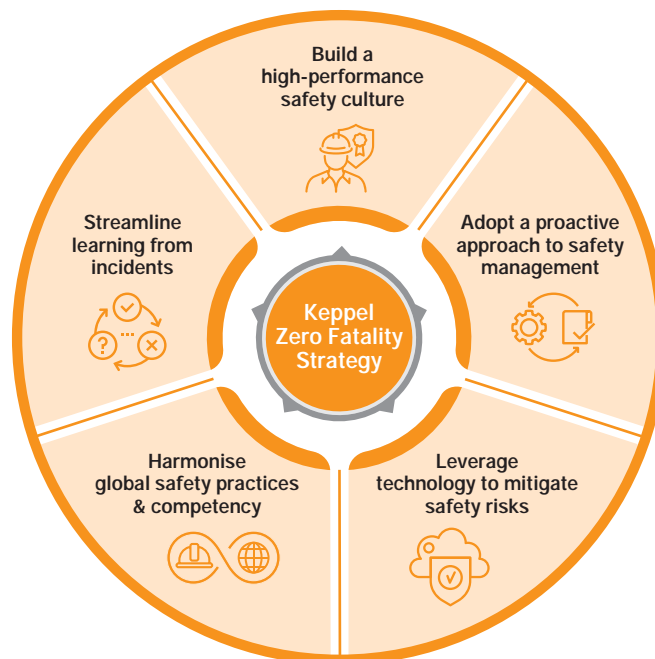 Build a
high-performance
safety culture
Streamline
learning from
incidents
Adopt a proactive
approach to safety
management
Keppel
Zero Fatality
Strategy
Harmonise
global safety practices
& competency
Leverage
technology to mitigate
safety risks